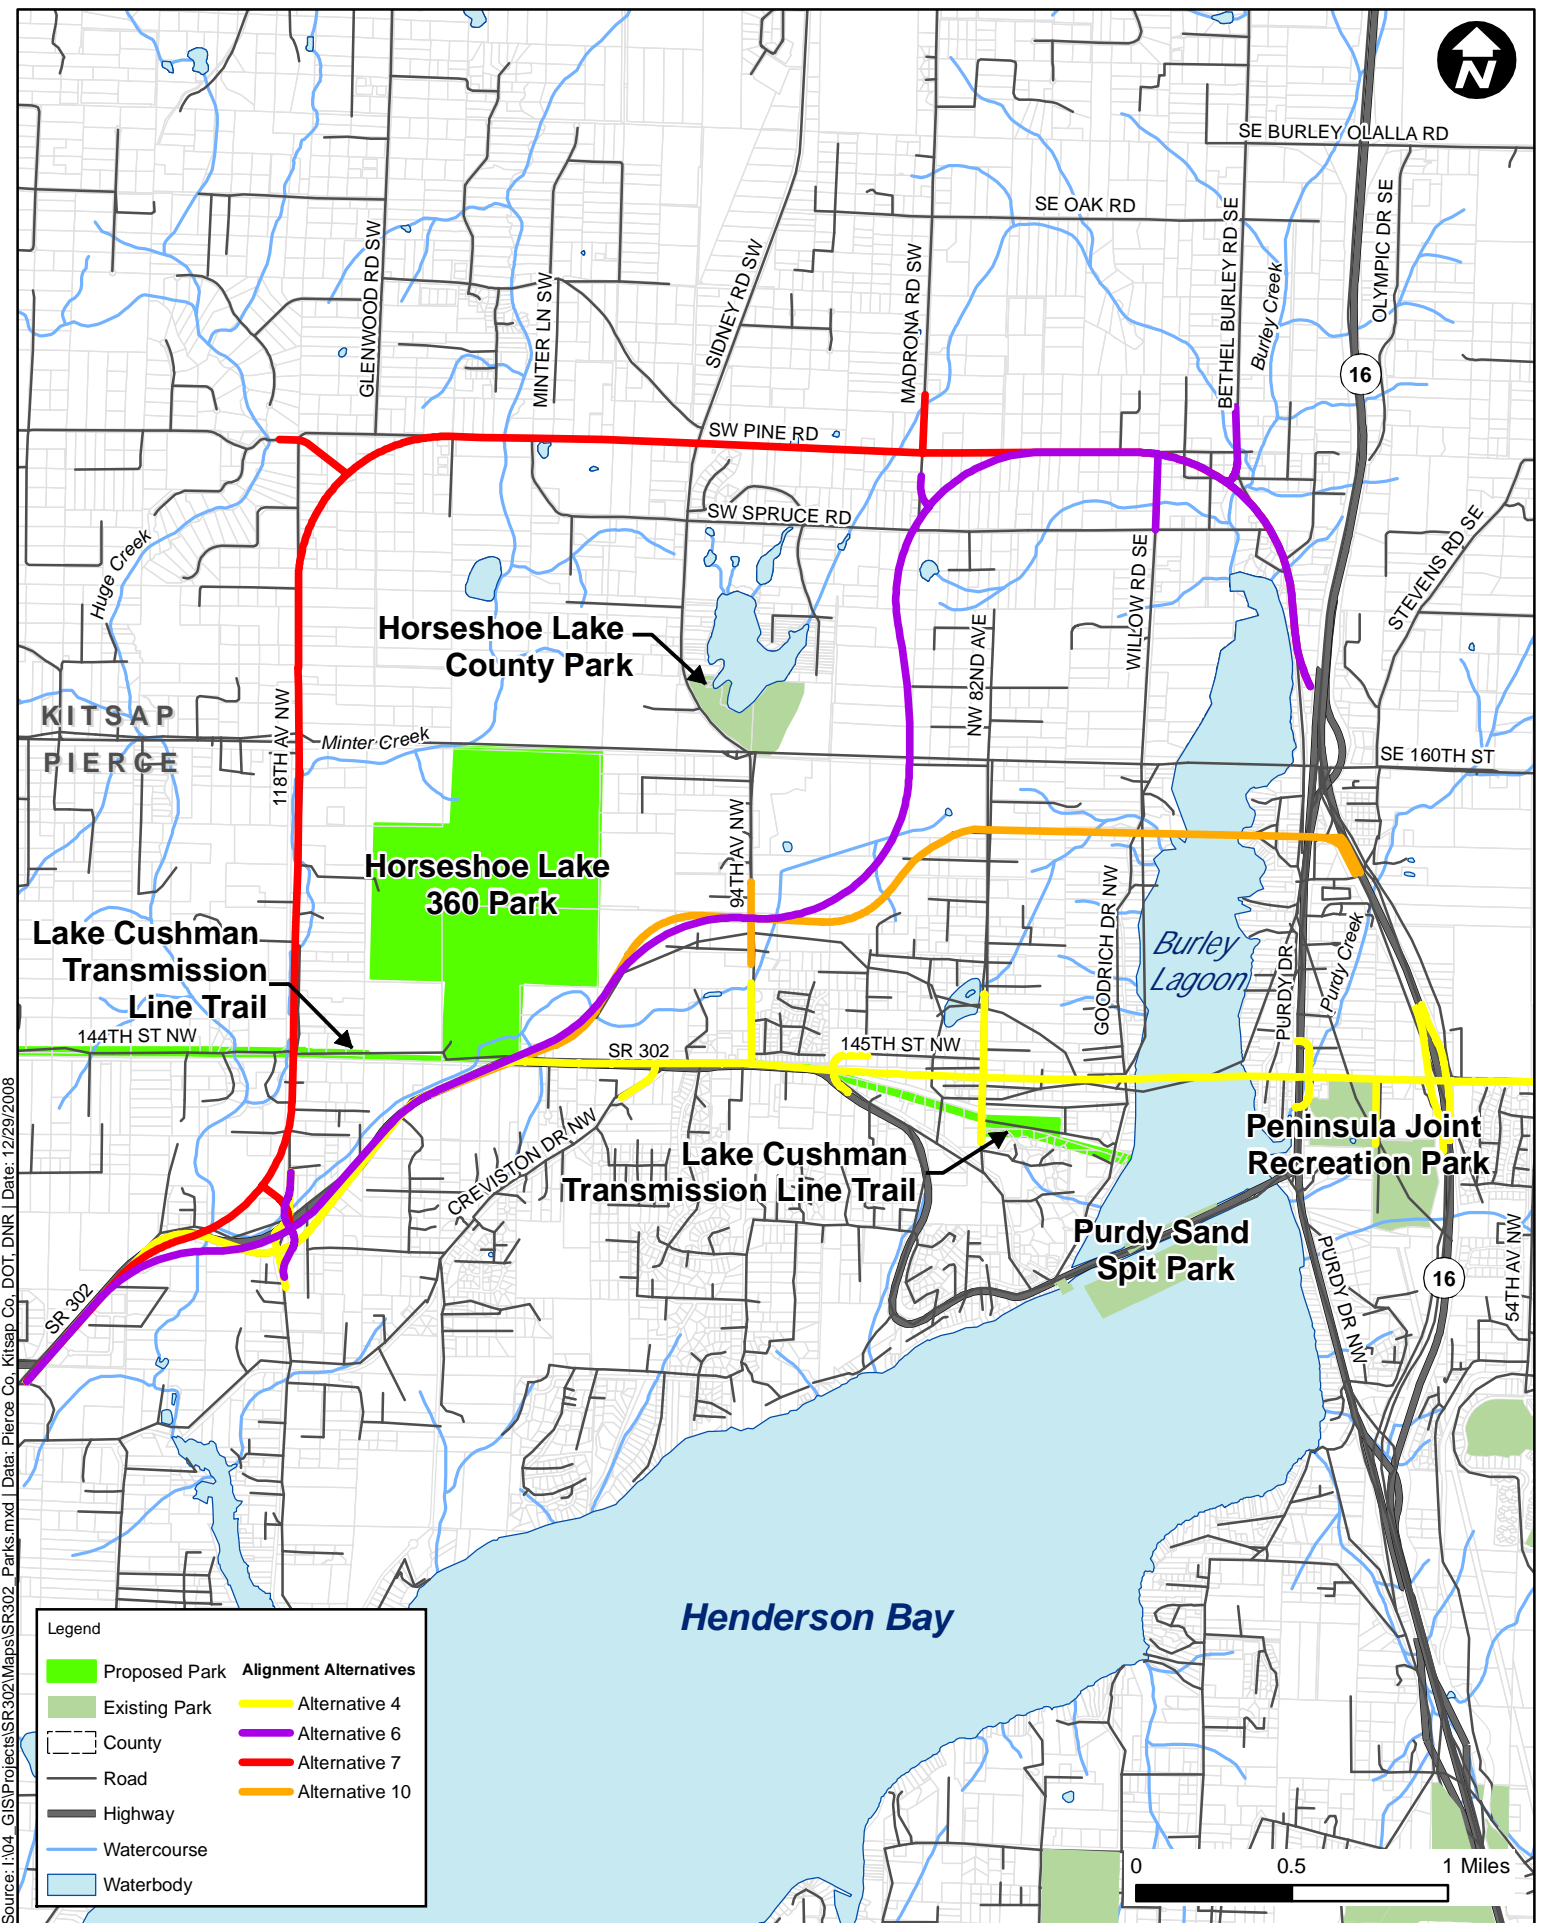 N
SE BURLEY OLALLA RD
SE OAK RD
GLENWOOD RD SW
MINTER LN SW
SIDNEY RD SW
MADRONA RD SW
BETHEL BURLEY RD SE
Burley Creek
OLYMPIC DR SE
16
SW PINE RD
SW SPRUCE RD
Huge Creek
STEVENS RD SE
WILLOW RD SE
NW 82ND AVE
Horseshoe Lake
County Park
KITSAP
PIERCE
118TH AV NW
Minter Creek
SE 160TH ST
94TH AV NW
Horseshoe Lake
360 Park
GOODRICH DR NW
Burley
Lagoon
PURDY DR
Purdy Creek
Lake Cushman
Transmission
Line Trail
144TH ST NW
SR 302
145TH ST NW
CREVISTON DR NW
Lake Cushman
Transmission Line Trail
Peninsula Joint
Recreation Park
Purdy Sand
Spit Park
PURDY DR NW
16
54TH AV NW
SR 302
Henderson Bay
Legend
Proposed Park
Existing Park
County
Road
Highway
Watercourse
Waterbody
Alignment Alternatives
Alternative 4
Alternative 6
Alternative 7
Alternative 10
0 0.5 1 Miles
Source: I:\04_GIS\Projects\SR302\Maps\SR302_Parks.mxd | Data: Pierce Co, Kitsap Co, DOT, DNR | Date: 12/29/2008